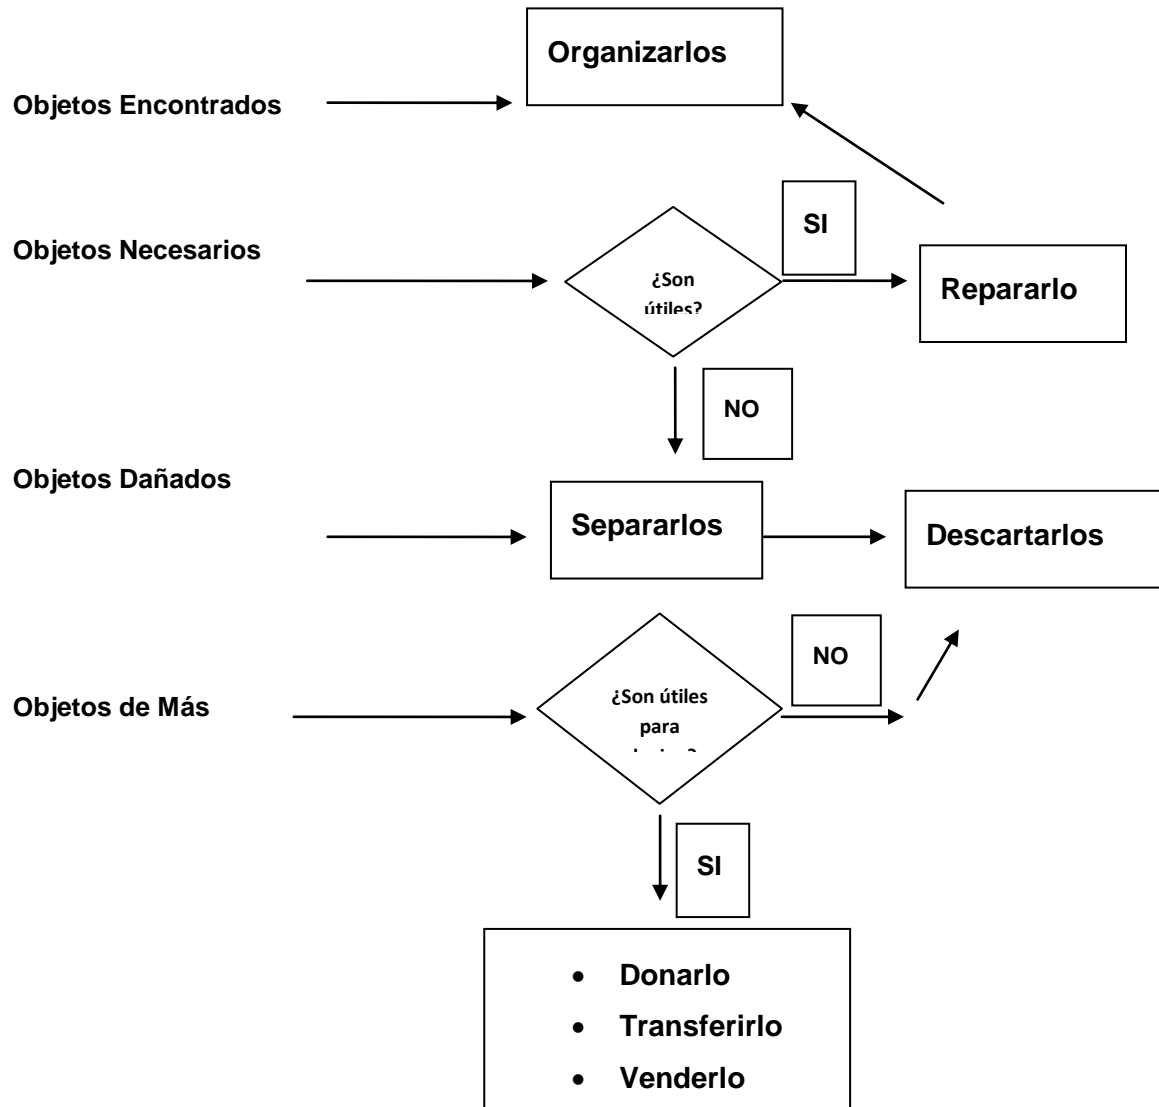 Organizarlos
Objetos Encontrados
SI
Objetos Necesarios
¿Son
útiles?
Repararlo
NO
Objetos Dañados
Separarlos
Descartarlos
NO
Objetos de Más
¿Son útiles
para
SI
• Donarlo
• Transferirlo
• Venderlo